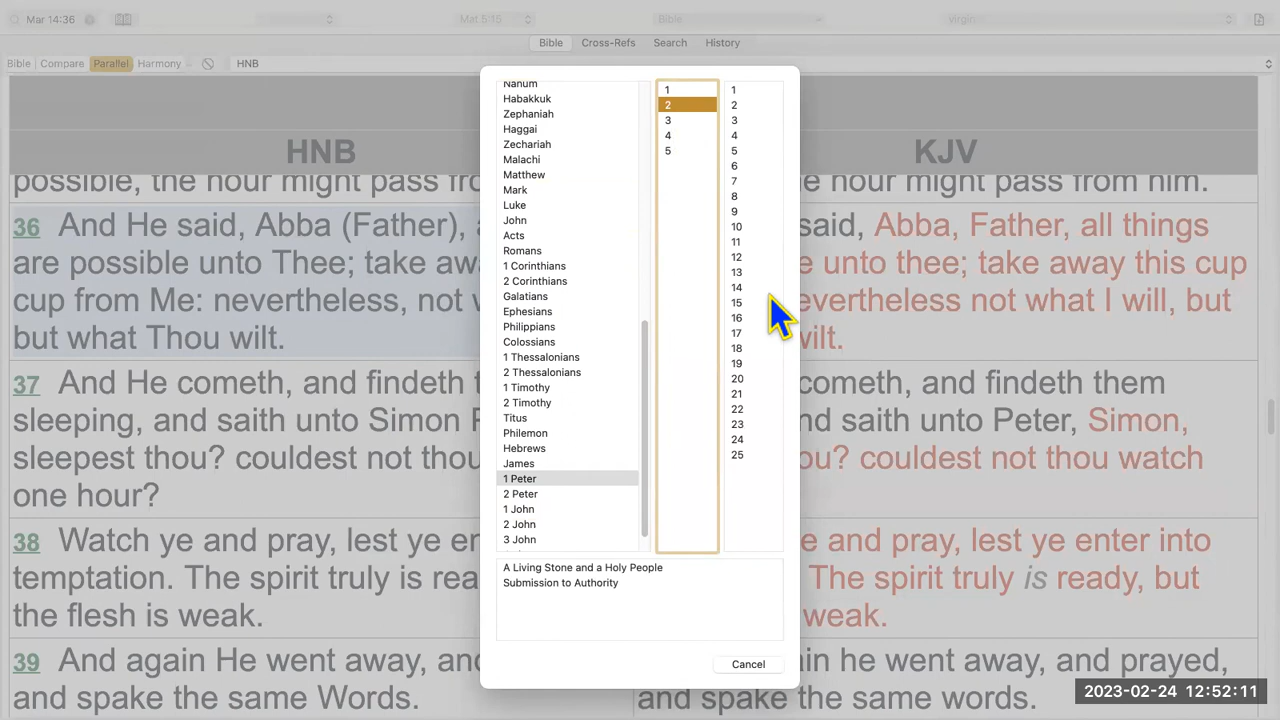 Mar 14:36
Mat 5:15
Bible
virgin
Bible
Cross-Refs
Search
History
Bible
Compare
Parallel
Harmony
HNB
HNB
KJV
possible, the hour might pass from
36 And He said, Abba (Father), a
are possible unto Thee; take awa
cup from Me: nevertheless, not w
but what Thou wilt.
37 And He cometh, and findeth t
sleeping, and saith unto Simon P
sleepest thou? couldest not thou
one hour?
38 Watch ye and pray, lest ye en
temptation. The spirit truly is rea
the flesh is weak.
39 And again He went away, and
and spake the same Words.
e hour might pass from him.
said, Abba, Father, all things
e unto thee; take away this cup
evertheless not what I will, but
wilt.
cometh, and findeth them
nd saith unto Peter, Simon,
ou? couldest not thou watch
e and pray, lest ye enter into
The spirit truly is ready, but
weak.
in he went away, and prayed,
and spake the same words.
Nahum
Habakkuk
Zephaniah
Haggai
Zechariah
Malachi
Matthew
Mark
Luke
John
Acts
Romans
1 Corinthians
2 Corinthians
Galatians
Ephesians
Philippians
Colossians
1 Thessalonians
2 Thessalonians
1 Timothy
2 Timothy
Titus
Philemon
Hebrews
James
1 Peter
2 Peter
1 John
2 John
3 John
1
2
3
4
5
1
2
3
4
5
6
7
8
9
10
11
12
13
14
15
16
17
18
19
20
21
22
23
24
25
A Living Stone and a Holy People
Submission to Authority
Cancel
2023-02-24 12:52:11